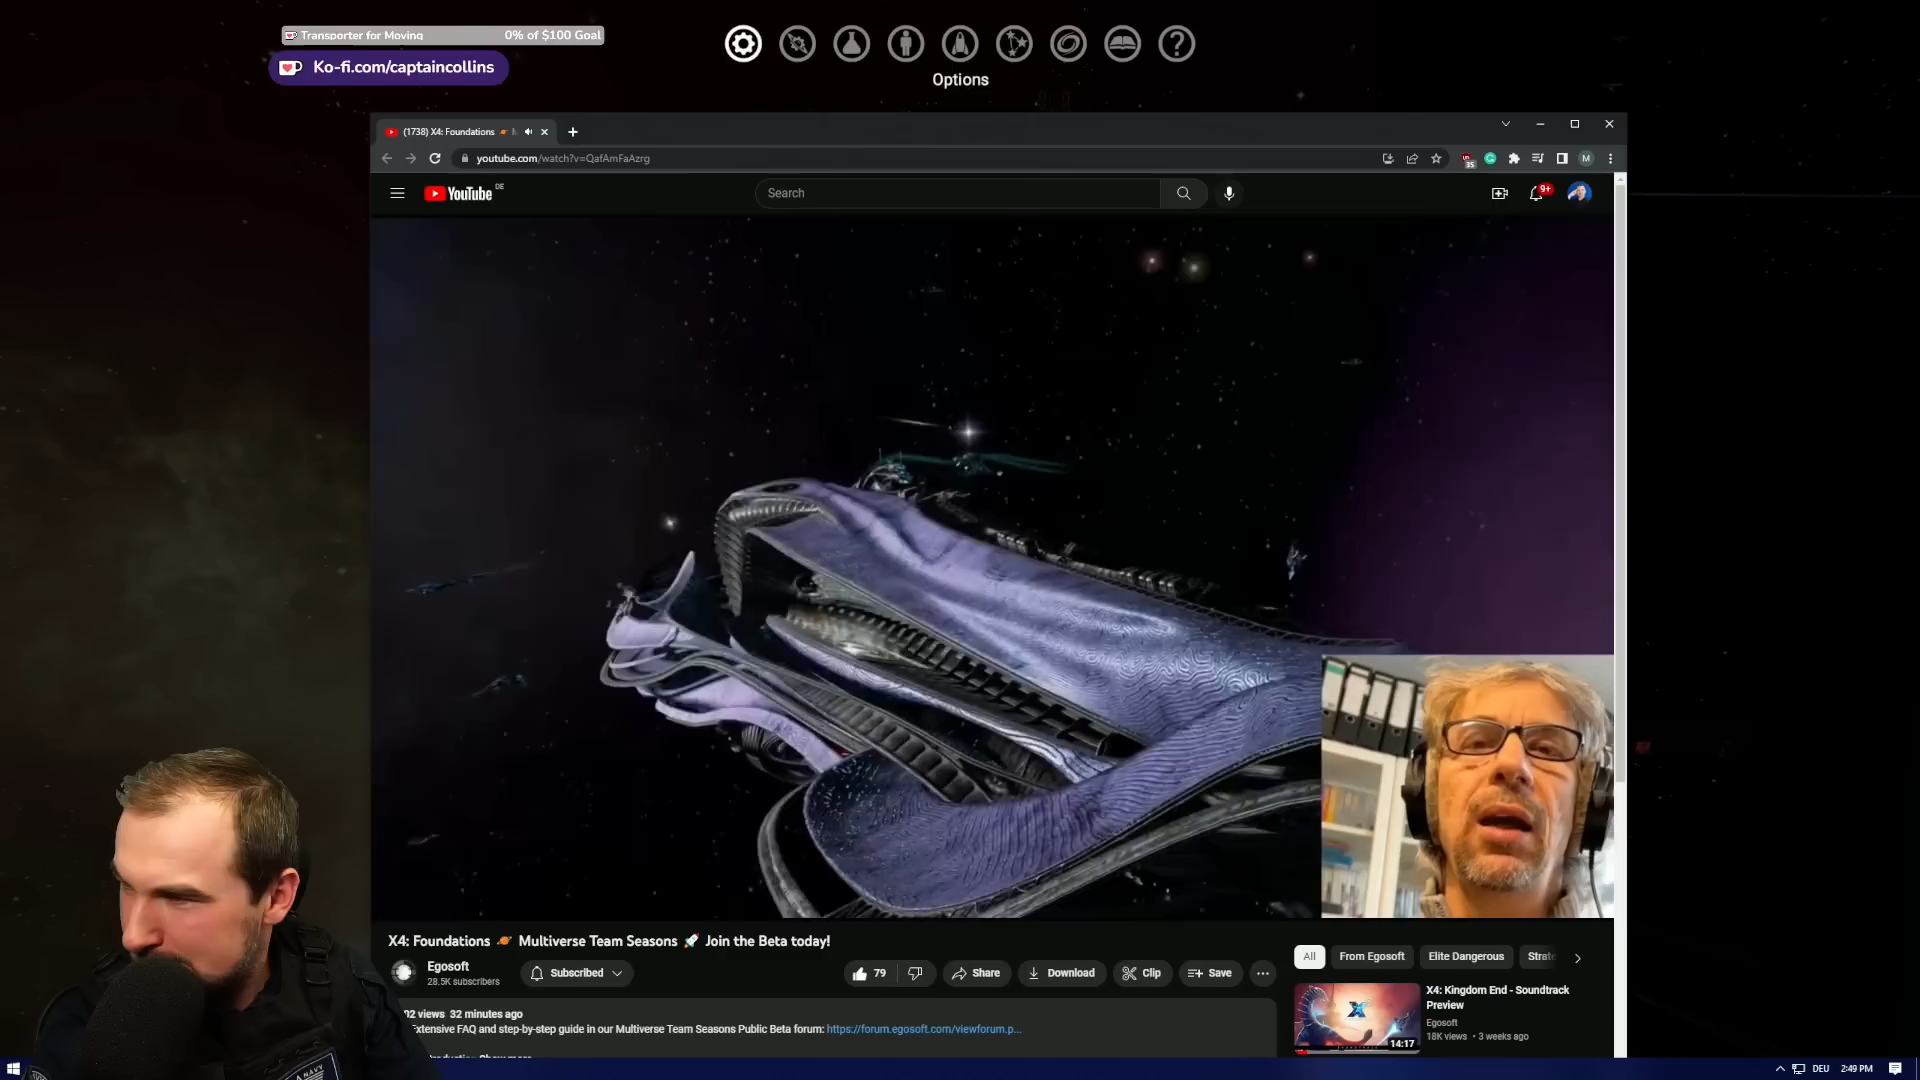 Transporter for Moving 0% of $100 Goal
Ko-fi.com/captaincollins
Options
(1738) X4: Foundations
youtube.com/watch?v=QafAmFaAzrg
35
M
YouTube DE
Search
9+
X4: Foundations 🪐 Multiverse Team Seasons 🚀 Join the Beta today!
Egosoft
28.5K subscribers
Subscribed
79
Share
Download
Clip
Save
All
From Egosoft
Elite Dangerous
02 views 32 minutes ago
Extensive FAQ and step-by-step guide in our Multiverse Team Seasons Public Beta forum: https://forum.egosoft.com/viewforum.p...
X4: Kingdom End - Soundtrack
Preview
Egosoft
18K views • 3 weeks ago
14:17
NAVY
DEU
2:49 PM